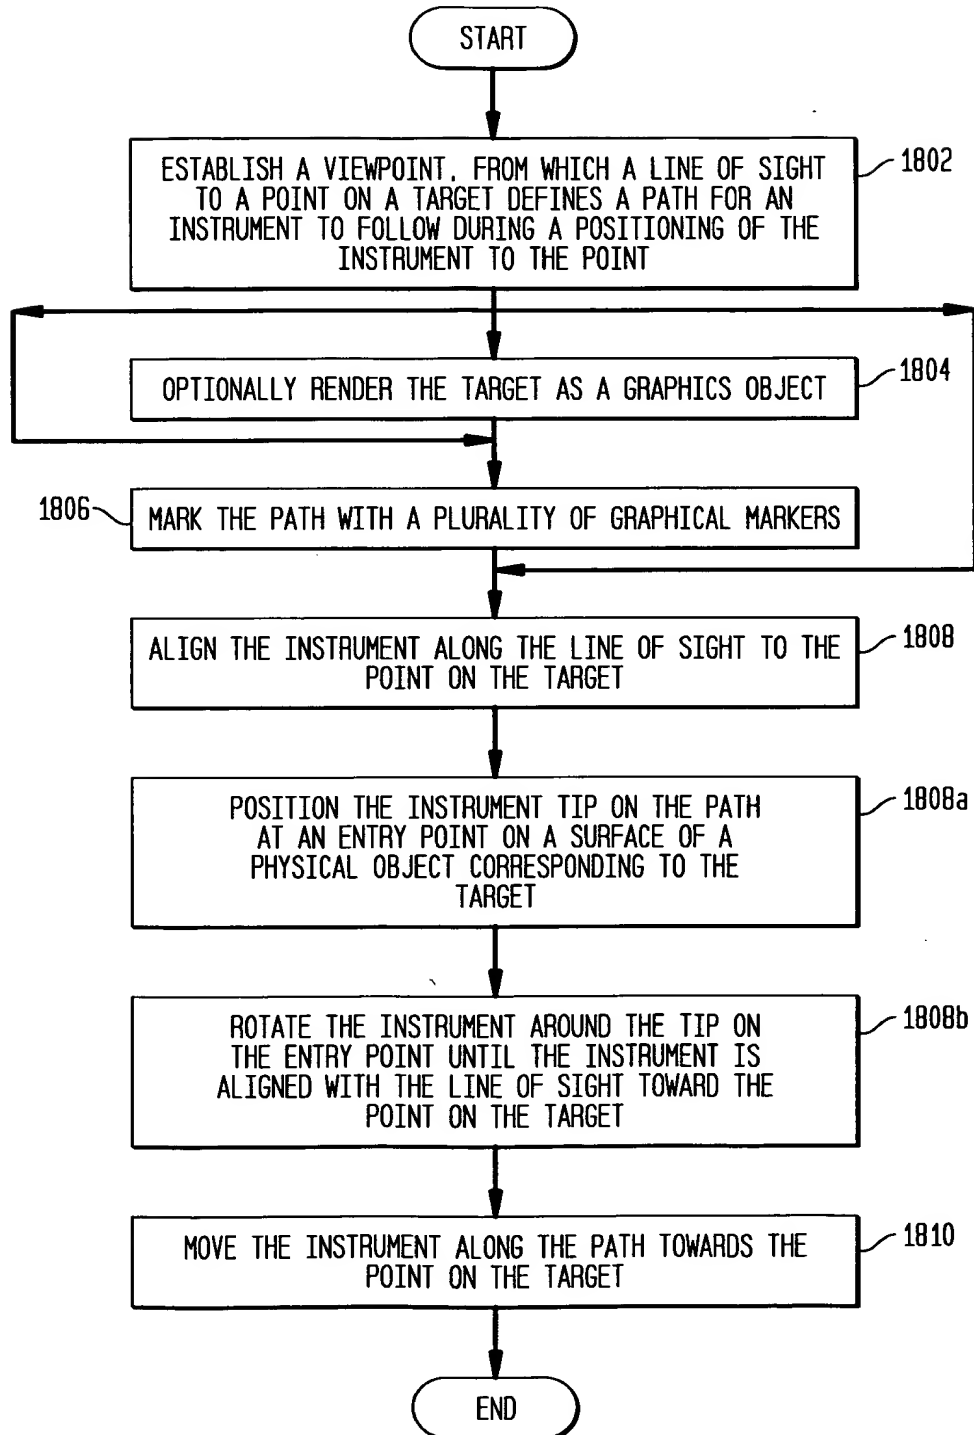 START
ESTABLISH A VIEWPOINT, FROM WHICH A LINE OF SIGHT
TO A POINT ON A TARGET DEFINES A PATH FOR AN
INSTRUMENT TO FOLLOW DURING A POSITIONING OF THE
INSTRUMENT TO THE POINT
1802
OPTIONALLY RENDER THE TARGET AS A GRAPHICS OBJECT
1804
1806
MARK THE PATH WITH A PLURALITY OF GRAPHICAL MARKERS
ALIGN THE INSTRUMENT ALONG THE LINE OF SIGHT TO THE
POINT ON THE TARGET
1808
POSITION THE INSTRUMENT TIP ON THE PATH
AT AN ENTRY POINT ON A SURFACE OF A
PHYSICAL OBJECT CORRESPONDING TO THE
TARGET
1808a
ROTATE THE INSTRUMENT AROUND THE TIP ON
THE ENTRY POINT UNTIL THE INSTRUMENT IS
ALIGNED WITH THE LINE OF SIGHT TOWARD THE
POINT ON THE TARGET
1808b
MOVE THE INSTRUMENT ALONG THE PATH TOWARDS THE
POINT ON THE TARGET
1810
END